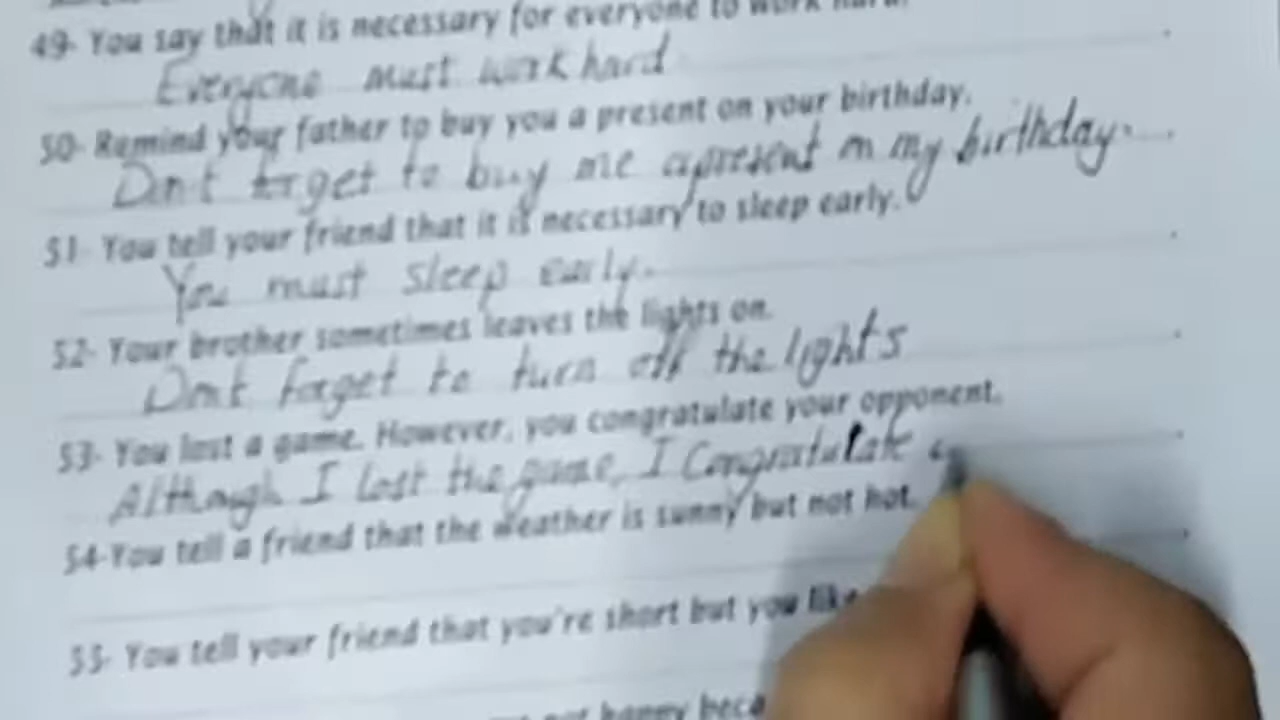 49- You say that it is necessary for everyone to work hard.
Everyone must work hard
50- Remind your father to buy you a present on your birthday.
Don't forget to buy me a present on my birthday.
51- You tell your friend that it is necessary to sleep early.
You must sleep early.
52- Your brother sometimes leaves the lights on.
Don't forget to turn off the lights
53- You lost a game. However, you congratulate your opponent.
Although I lost the game, I Congratulate
54-You tell a friend that the weather is sunny but not hot.
55- You tell your friend that you're short but you like
not happy